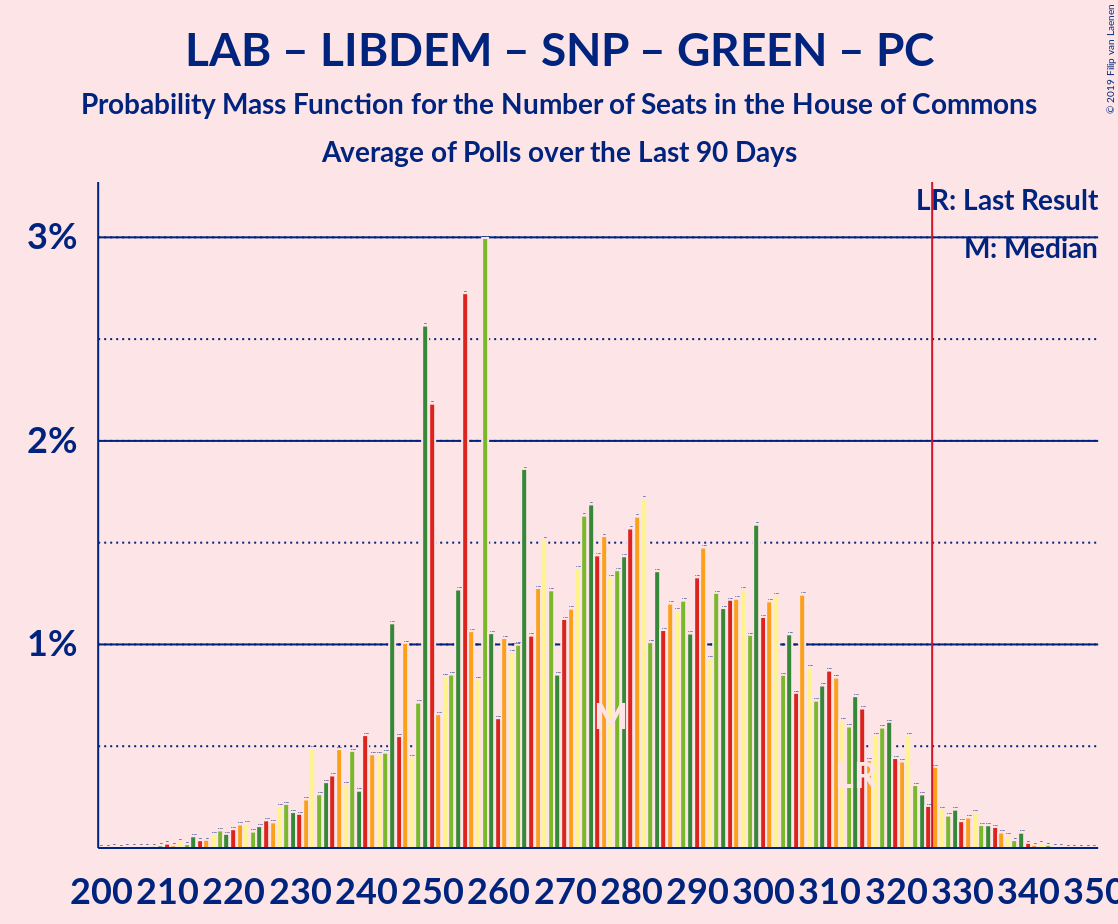 LAB – LIBDEM – SNP – GREEN – PC
Probability Mass Function for the Number of Seats in the House of Commons
Average of Polls over the Last 90 Days
© 2019 Filip van Laenen
LR: Last Result
M: Median
3%
2%
1%
M
LR
200 210 220 230 240 250 260 270 280 290 300 310 320 330 340 350